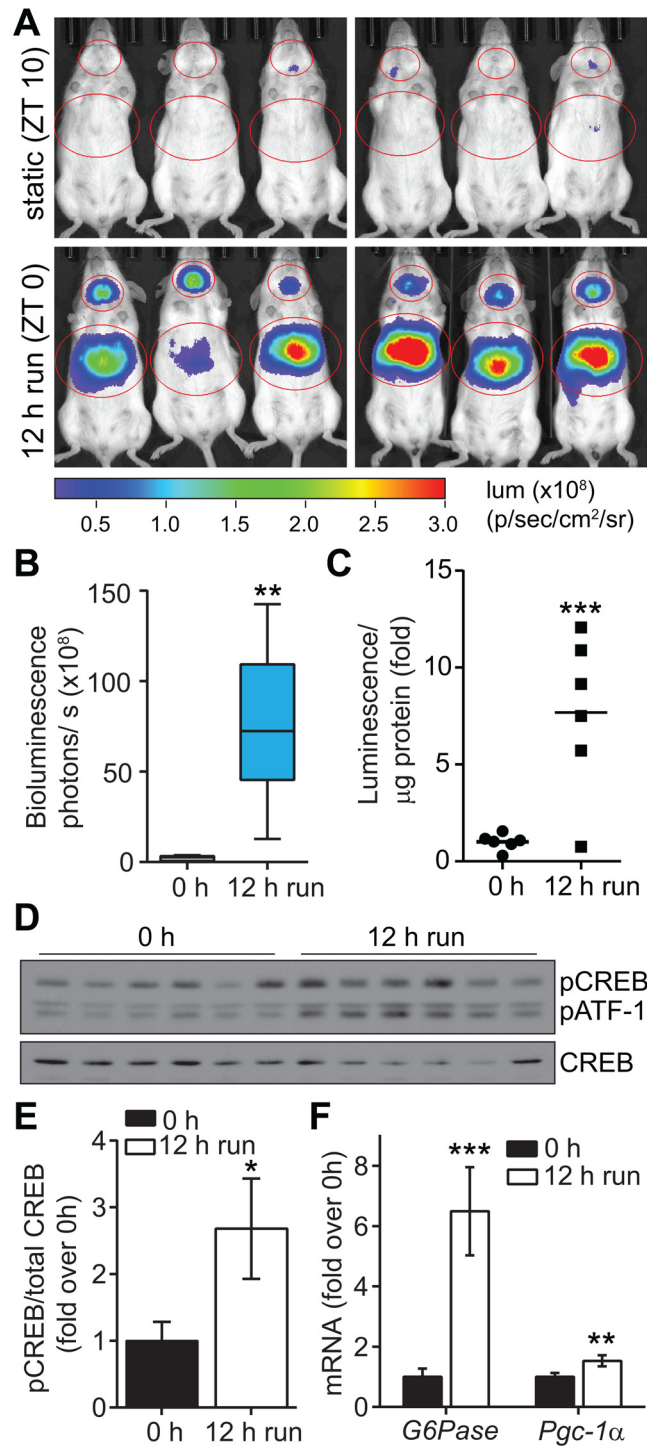 A
static (ZT 10)
12 h run (ZT 0)
0.5 1.0 1.5 2.0 2.5 3.0
lum (x10⁸)
(p/sec/cm²/sr)
B
Bioluminescence
photons/ s (x10⁸)
150
100
50
0
**
0 h 12 h run
C
Luminescence/
µg protein (fold)
15
10
5
0
***
0 h 12 h run
D
0 h 12 h run
pCREB
pATF-1
CREB
E
0 h
12 h run
pCREB/total CREB
(fold over 0h)
4
3
2
1
0
*
0 h 12 h run
F
0 h
12 h run
mRNA (fold over 0h)
8
6
4
2
0
***
**
G6Pase Pgc-1α